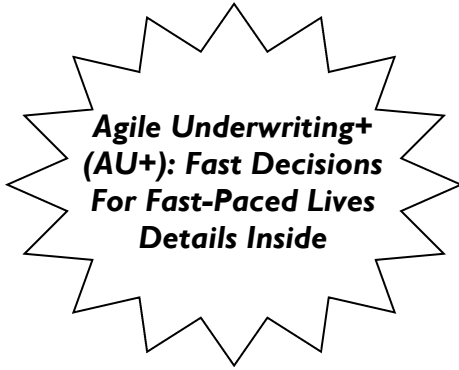 Agile Underwriting+
(AU+): Fast Decisions
For Fast-Paced Lives
Details Inside